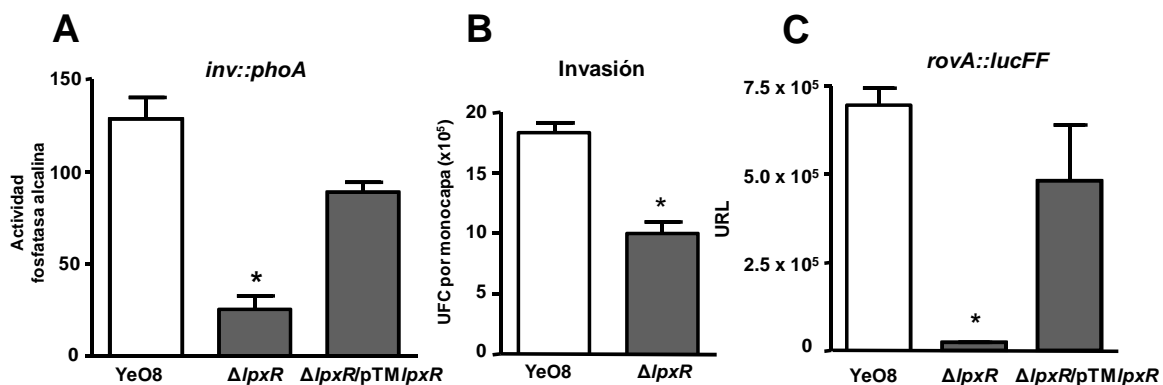 A
inv::phoA
Actividad
fosfatasa alcalina
150
100
50
0
*
YeO8
ΔlpxR
ΔlpxR/pTMlpxR
B
Invasión
UFC por monocapa (x10⁵)
20
15
10
5
0
*
YeO8
ΔlpxR
C
rovA::lucFF
URL
7.5 x 10⁵
5.0 x 10⁵
2.5 x 10⁵
0
*
YeO8
ΔlpxR
ΔlpxR/pTMlpxR